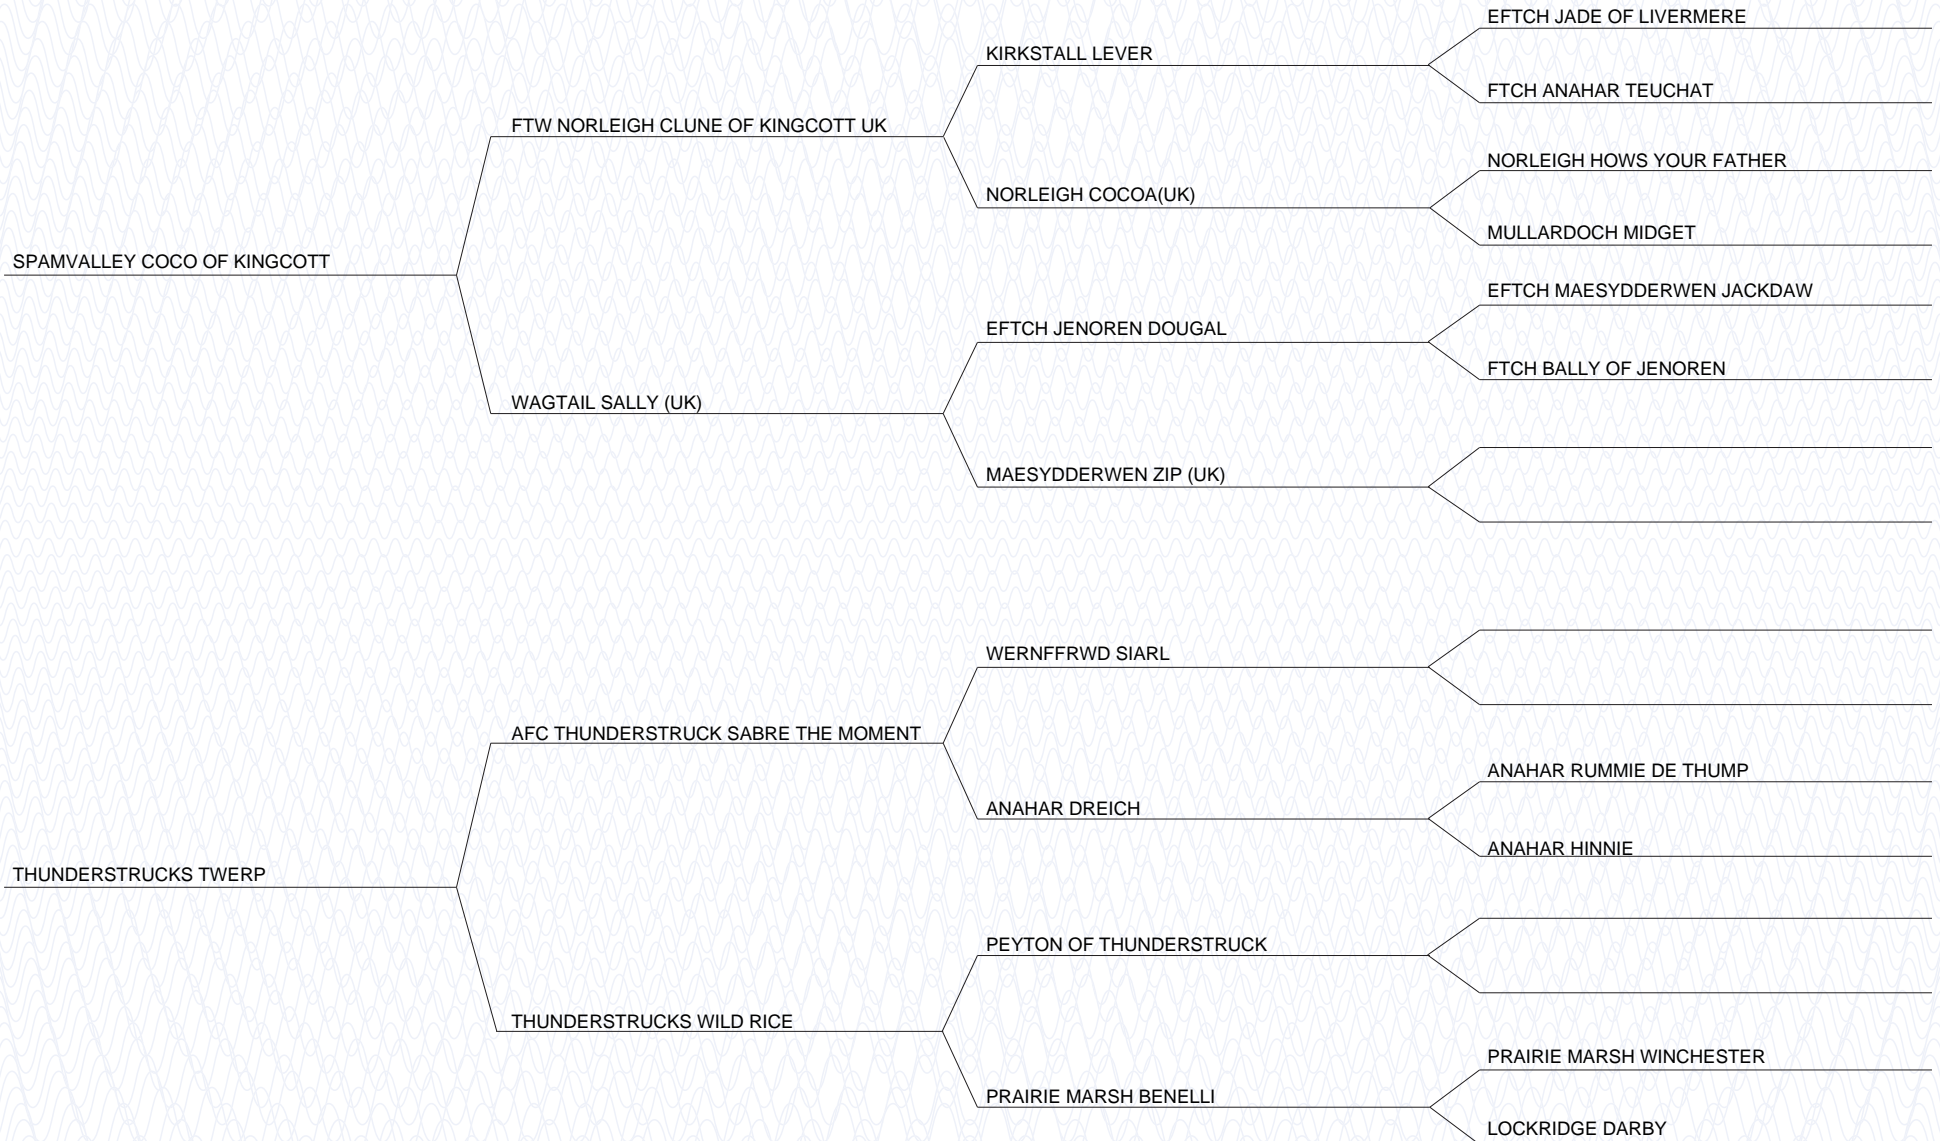 EFTCH JADE OF LIVERMERE
KIRKSTALL LEVER
FTCH ANAHAR TEUCHAT
FTW NORLEIGH CLUNE OF KINGCOTT UK
NORLEIGH HOWS YOUR FATHER
NORLEIGH COCOA(UK)
MULLARDOCH MIDGET
SPAMVALLEY COCO OF KINGCOTT
EFTCH MAESYDDERWEN JACKDAW
EFTCH JENOREN DOUGAL
FTCH BALLY OF JENOREN
WAGTAIL SALLY (UK)
MAESYDDERWEN ZIP (UK)
WERNFFRWD SIARL
AFC THUNDERSTRUCK SABRE THE MOMENT
ANAHAR RUMMIE DE THUMP
ANAHAR DREICH
ANAHAR HINNIE
THUNDERSTRUCKS TWERP
PEYTON OF THUNDERSTRUCK
THUNDERSTRUCKS WILD RICE
PRAIRIE MARSH WINCHESTER
PRAIRIE MARSH BENELLI
LOCKRIDGE DARBY